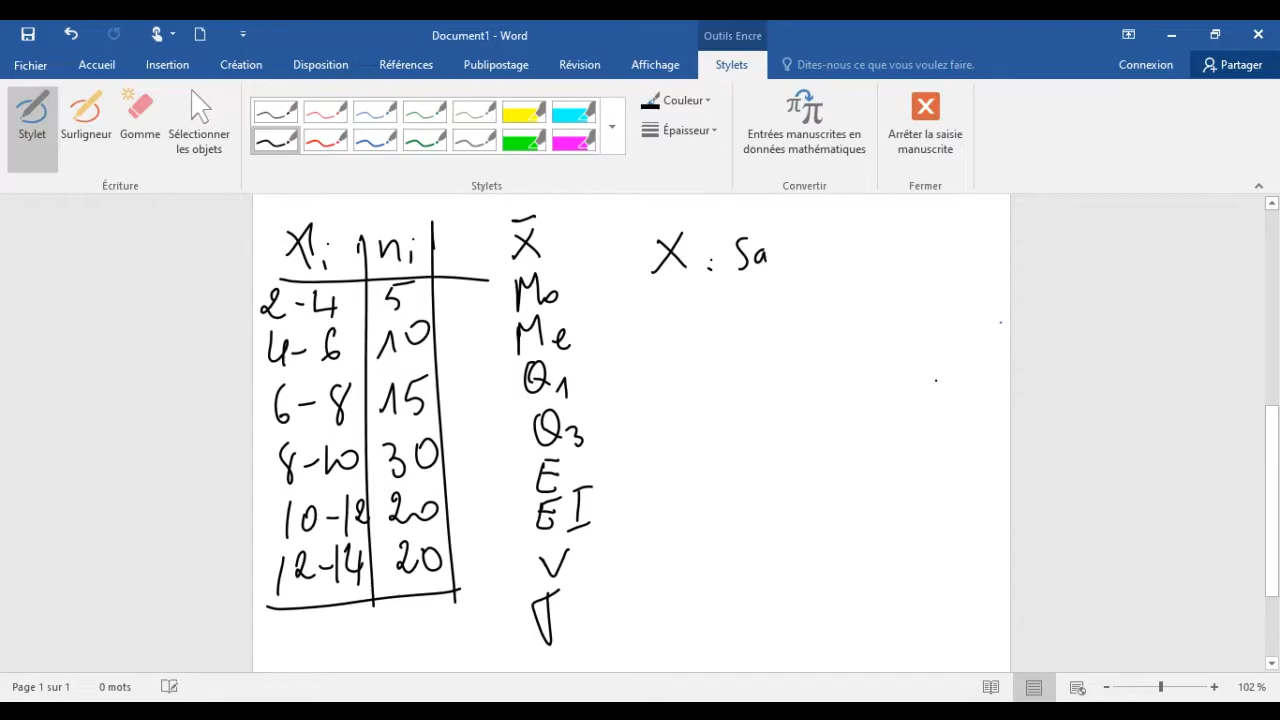 Document1 - Word
Outils Encre
Fichier Accueil Insertion Création Disposition Références Publipostage Révision Affichage Stylets Dites-nous ce que vous voulez faire. Connexion Partager
Stylet
Surligneur
Gomme
Sélectionner
les objets
Couleur
Épaisseur
Entrées manuscrites en
données mathématiques
Arrêter la saisie
manuscrite
Écriture Stylets Convertir Fermer
Xi ni
2-4 5
4-6 10
6-8 15
8-10 30
10-12 20
12-14 20
X̄
Mo
Me
Q1
Q3
E
EI
V
X : Sa
Page 1 sur 1 0 mots 102 %